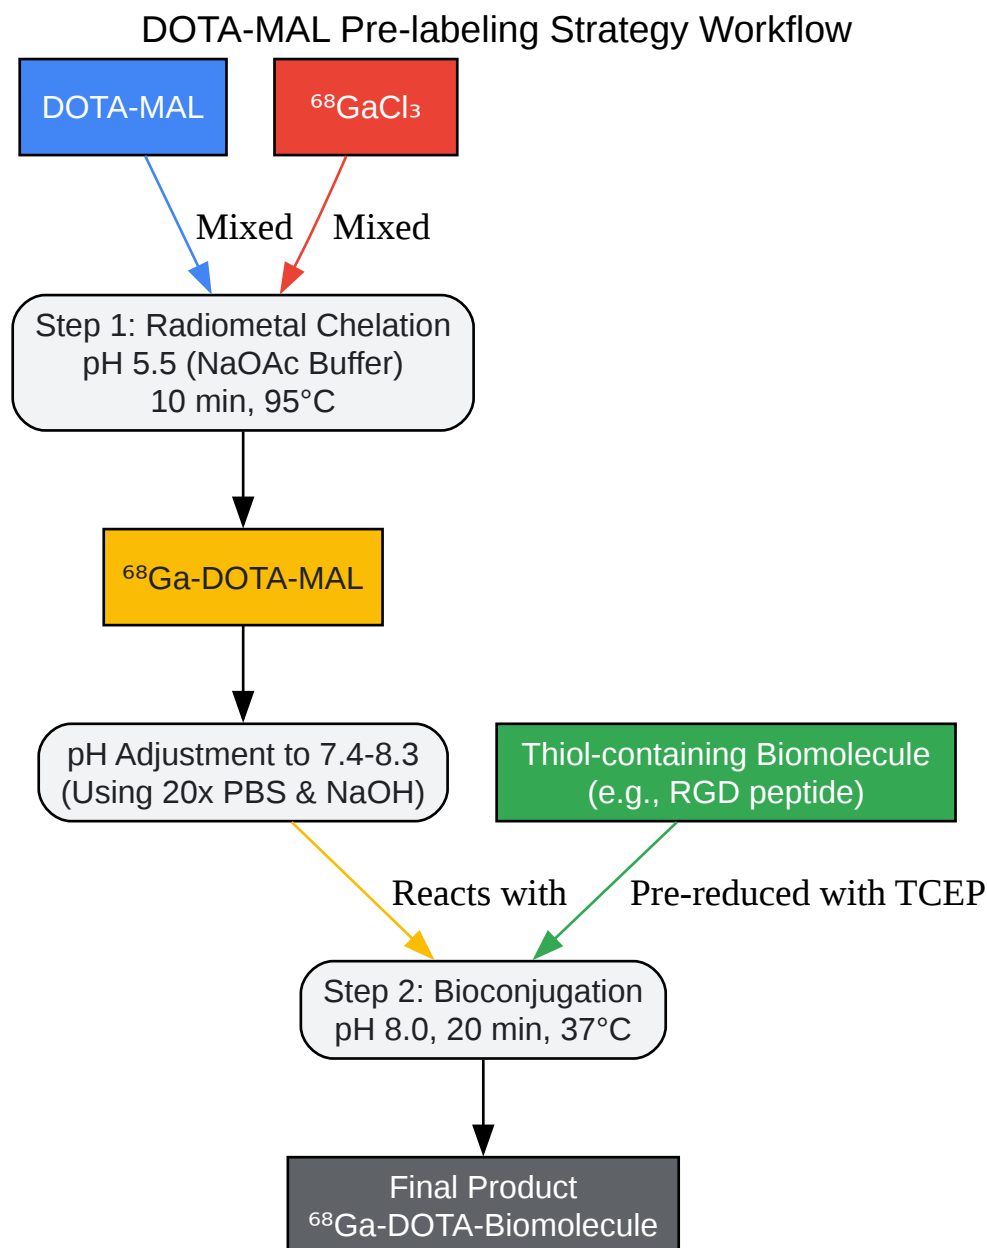 DOTA-MAL Pre-labeling Strategy Workflow
DOTA-MAL
⁶⁸GaCl₃
Mixed
Mixed
Step 1: Radiometal Chelation
pH 5.5 (NaOAc Buffer)
10 min, 95°C
⁶⁸Ga-DOTA-MAL
pH Adjustment to 7.4-8.3
(Using 20x PBS & NaOH)
Thiol-containing Biomolecule
(e.g., RGD peptide)
Reacts with
Pre-reduced with TCEP
Step 2: Bioconjugation
pH 8.0, 20 min, 37°C
Final Product
⁶⁸Ga-DOTA-Biomolecule